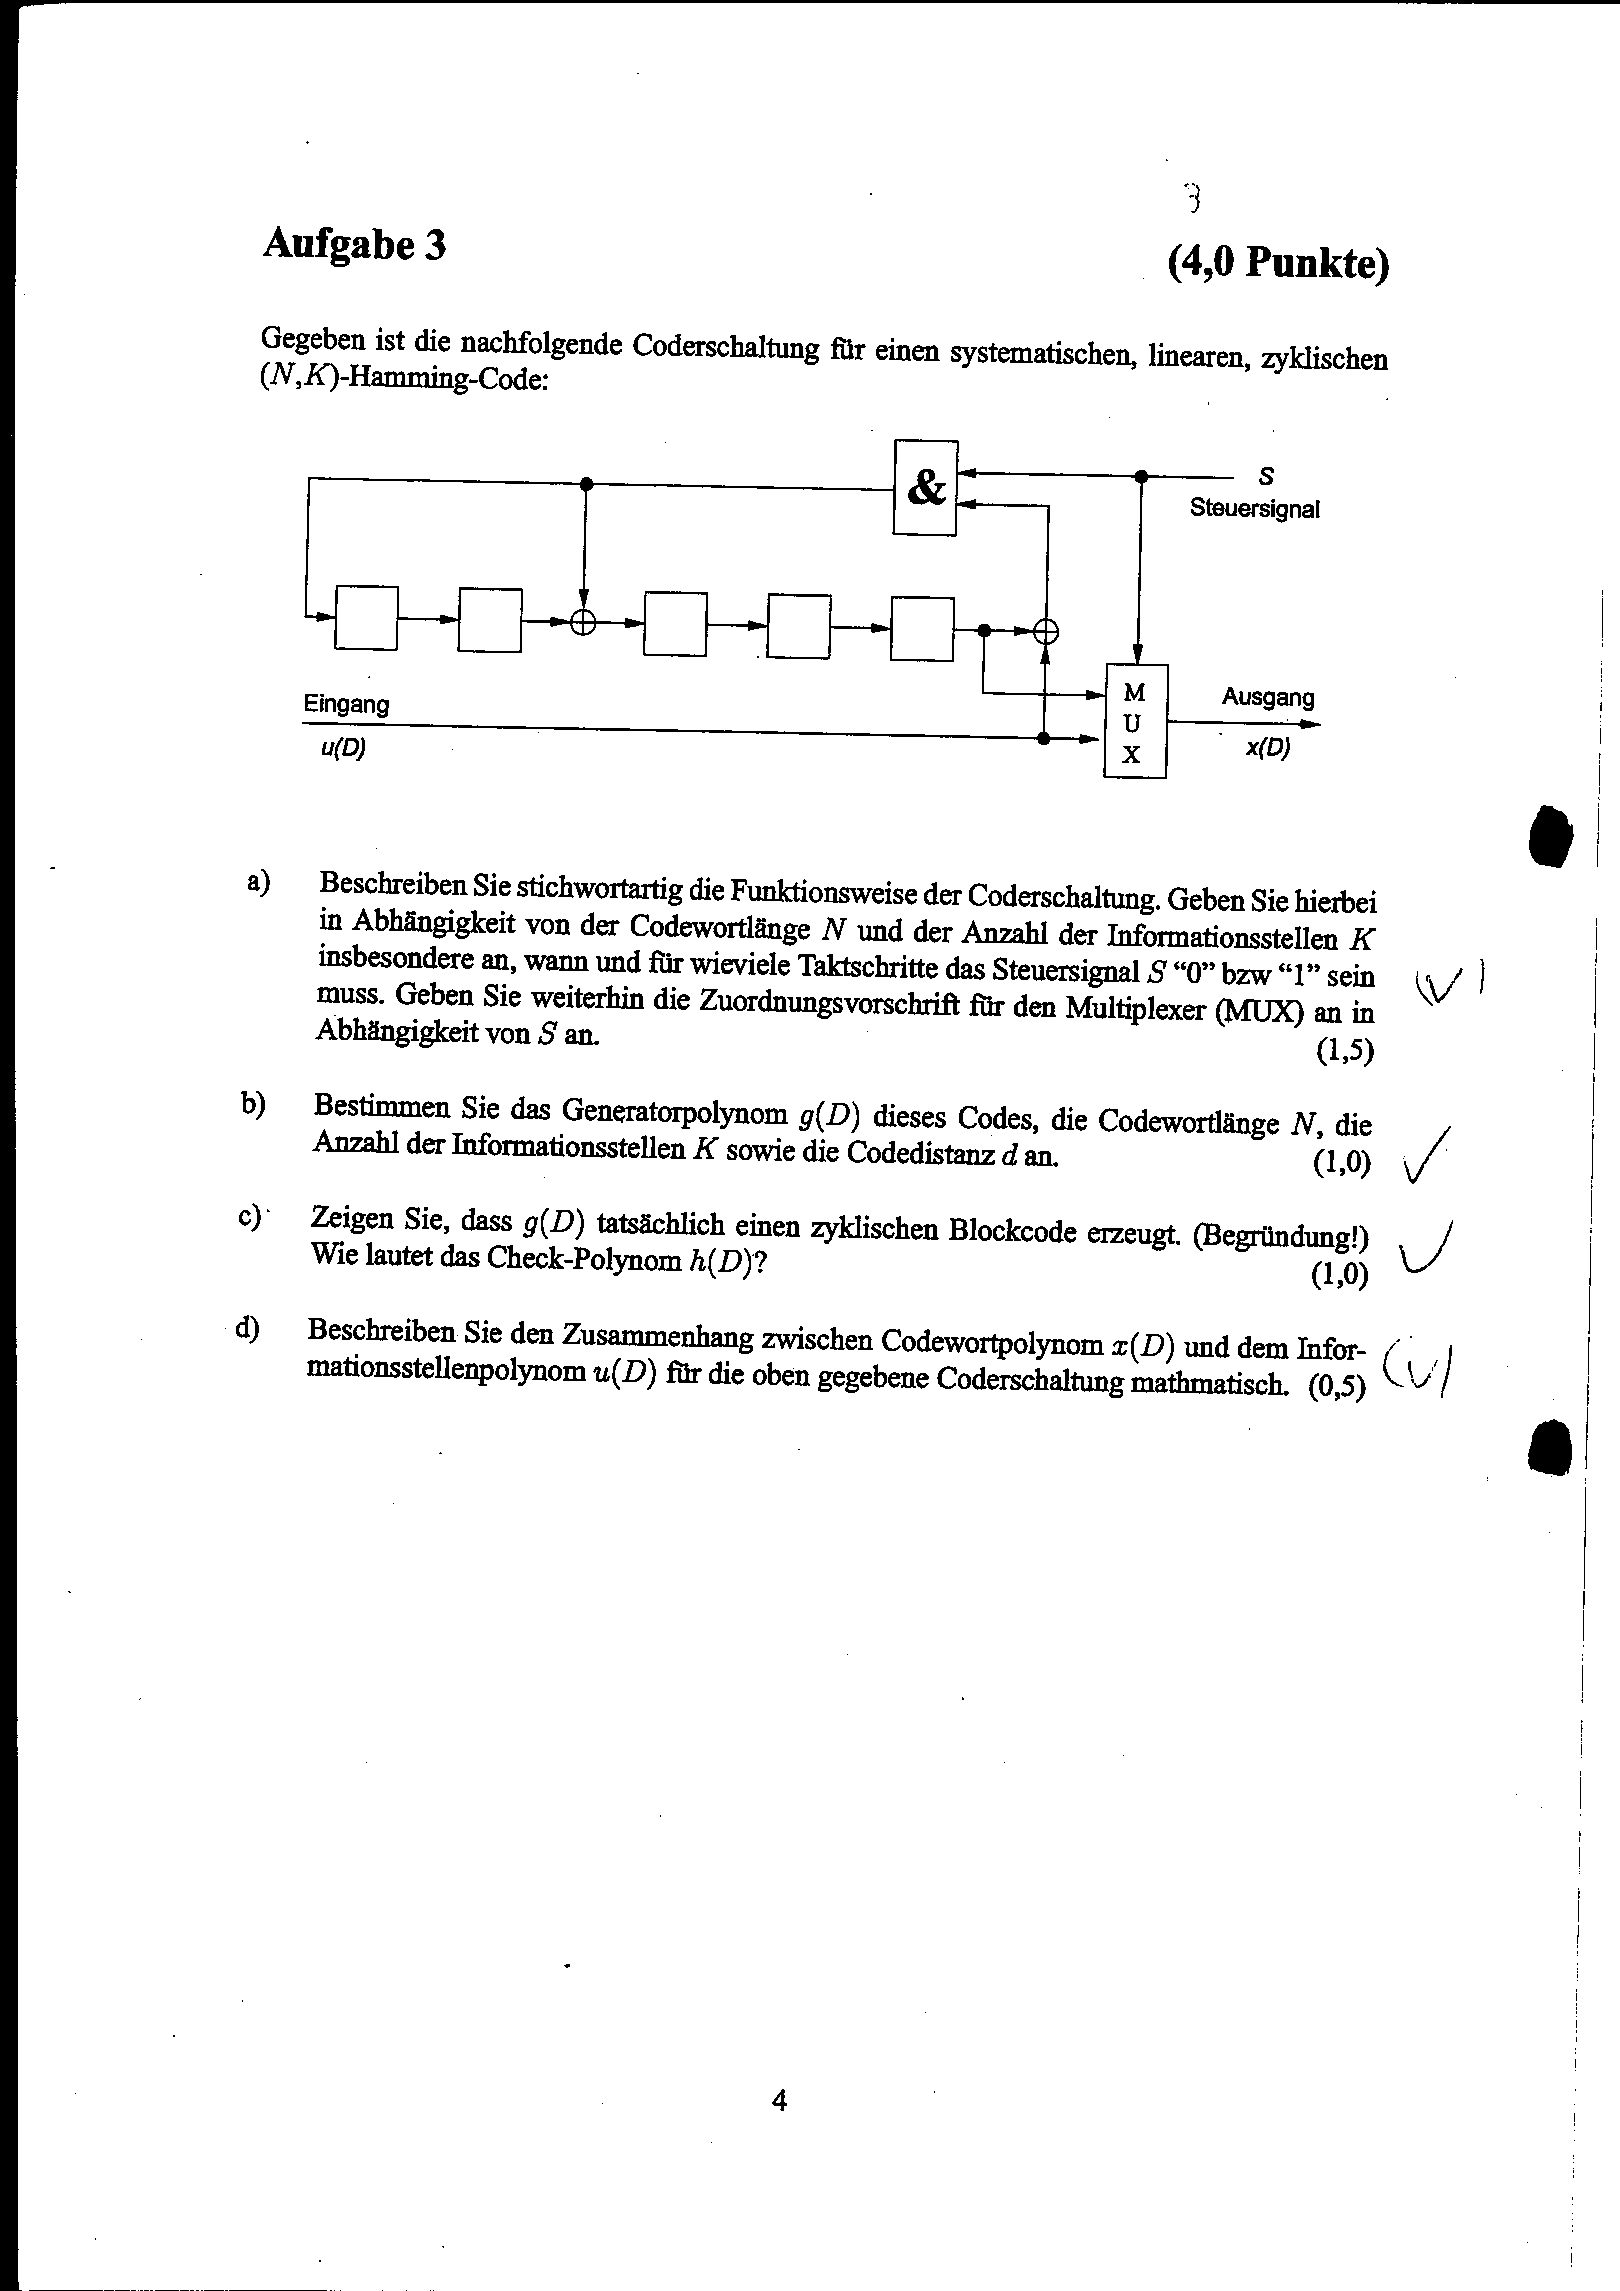 3
Aufgabe 3
(4,0 Punkte)
Gegeben ist die nachfolgende Coderschaltung für einen systematischen, linearen, zyklischen
(N,K)-Hamming-Code:
&
S
Steuersignal
Eingang
u(D)
M
U
X
Ausgang
x(D)
a) Beschreiben Sie stichwortartig die Funktionsweise der Coderschaltung. Geben Sie hierbei
in Abhängigkeit von der Codewortlänge N und der Anzahl der Informationsstellen K
insbesondere an, wann und für wieviele Taktschritte das Steuersignal S “0” bzw “1” sein
muss. Geben Sie weiterhin die Zuordnungsvorschrift für den Multiplexer (MUX) an in
Abhängigkeit von S an.
(1,5)
b) Bestimmen Sie das Generatorpolynom g(D) dieses Codes, die Codewortlänge N, die
Anzahl der Informationsstellen K sowie die Codedistanz d an. (1,0)
c) Zeigen Sie, dass g(D) tatsächlich einen zyklischen Blockcode erzeugt. (Begründung!)
Wie lautet das Check-Polynom h(D)? (1,0)
d) Beschreiben Sie den Zusammenhang zwischen Codewortpolynom x(D) und dem Infor-
mationsstellenpolynom u(D) für die oben gegebene Coderschaltung mathmatisch. (0,5)
4